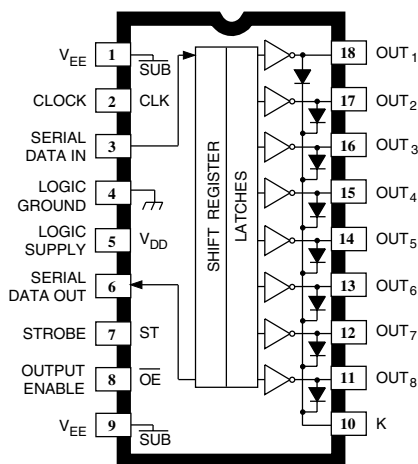 V_EE 1 SUB
CLOCK 2 CLK
SERIAL
DATA IN 3
LOGIC
GROUND 4
LOGIC
SUPPLY 5 V_DD
SERIAL
DATA OUT 6
STROBE 7 ST
OUTPUT
ENABLE 8 OE
V_EE 9 SUB
SHIFT REGISTER
LATCHES
18 OUT_1
17 OUT_2
16 OUT_3
15 OUT_4
14 OUT_5
13 OUT_6
12 OUT_7
11 OUT_8
10 K